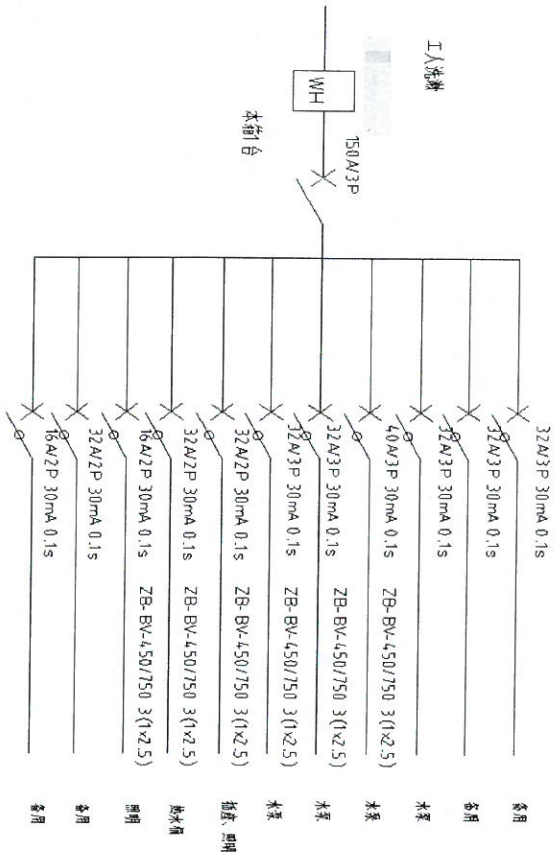 工人洗漱
WH
150A/3P
本箱1台
32A/3P 30mA 0.1s 备用
32A/3P 30mA 0.1s 备用
32A/3P 30mA 0.1s 水泵
40A/3P 30mA 0.1s ZB-BV-450/750 3(1x2.5) 水泵
32A/3P 30mA 0.1s ZB-BV-450/750 3(1x2.5) 水泵
32A/3P 30mA 0.1s ZB-BV-450/750 3(1x2.5) 水泵
32A/2P 30mA 0.1s ZB-BV-450/750 3(1x2.5) 插座、照明
32A/2P 30mA 0.1s ZB-BV-450/750 3(1x2.5) 热水
16A/2P 30mA 0.1s ZB-BV-450/750 3(1x2.5) 照明
32A/2P 30mA 0.1s 备用
16A/2P 30mA 0.1s 备用